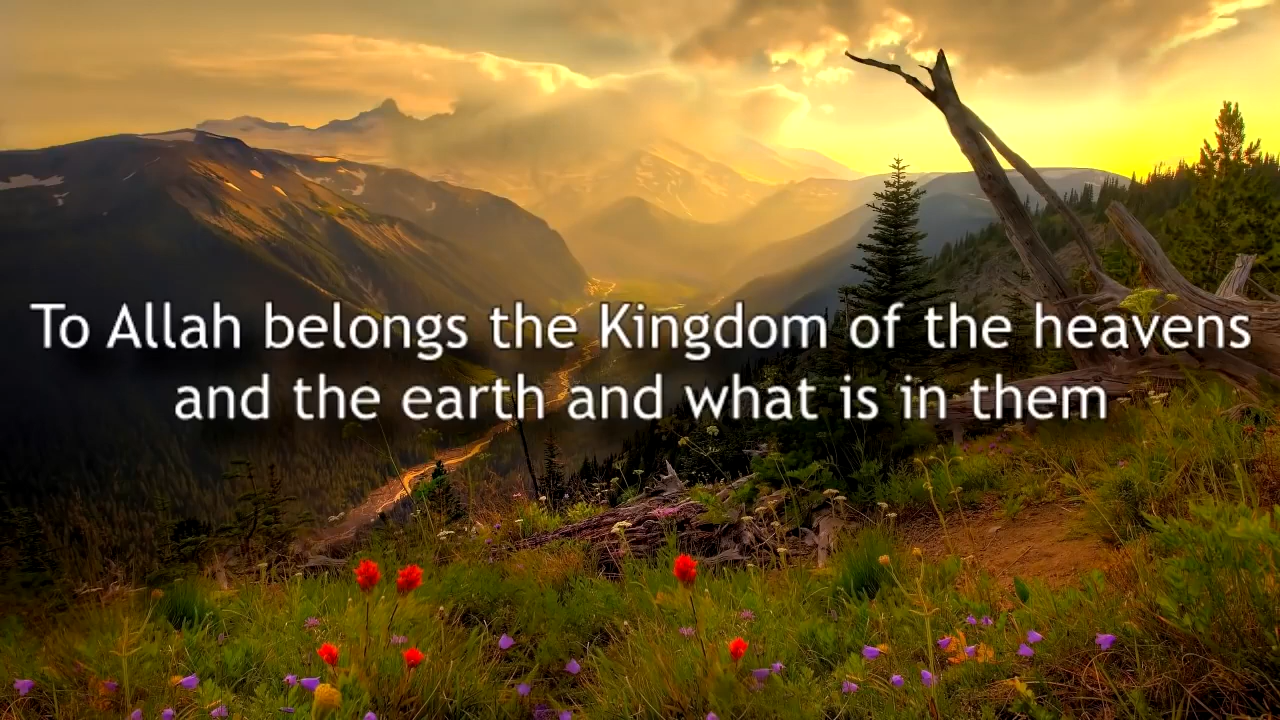 To Allah belongs the Kingdom of the heavens
and the earth and what is in them